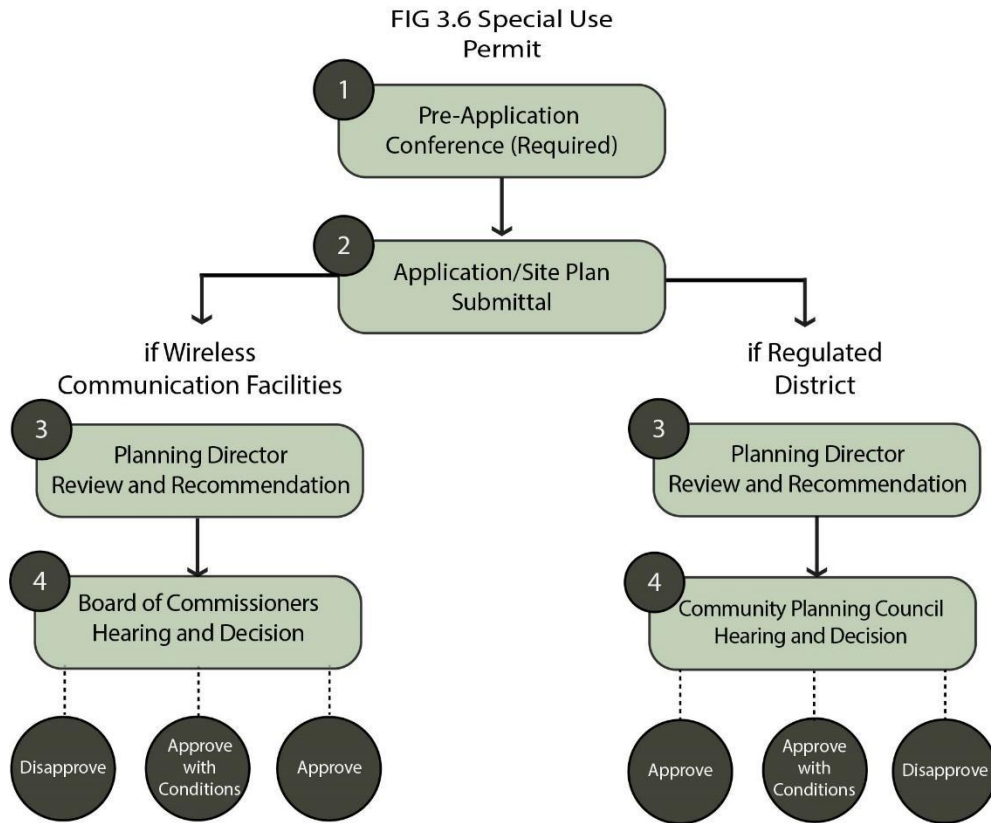 FIG 3.6 Special Use
Permit
1
Pre-Application
Conference (Required)
2
Application/Site Plan
Submittal
if Wireless
Communication Facilities
3
Planning Director
Review and Recommendation
4
Board of Commissioners
Hearing and Decision
Disapprove
Approve
with
Conditions
Approve
if Regulated
District
3
Planning Director
Review and Recommendation
4
Community Planning Council
Hearing and Decision
Approve
Approve
with
Conditions
Disapprove